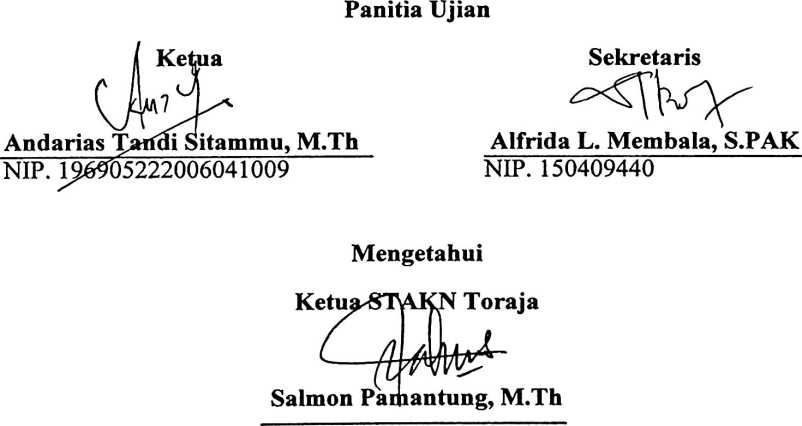 Panitia Ujian
Ketua
Sekretaris
Andarias Tandi Sitammu, M.Th
Alfrida L. Membala, S.PAK
NIP. 196905222006041009
NIP. 150409440
Mengetahui
Ketua STAKN Toraja
Salmon Pamantung, M.Th